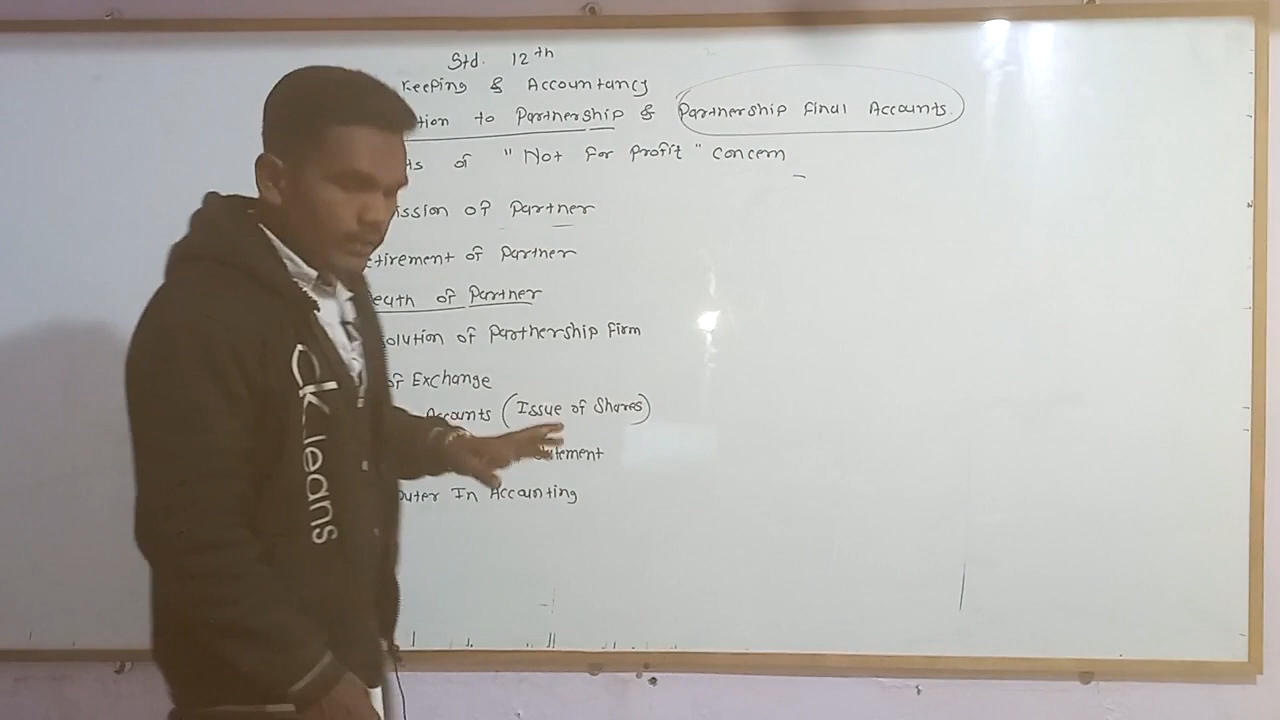 Std. 12th
Keeping & Accountancy
tion to Partnership & Partnership Final Accounts.
ts of "Not For Profit" Concern
ission of Partner
etirement of Partner
eath of Partner
solution of Partnership Firm
of Exchange
Accounts (Issue of Shares)
tatement
puter In Accounting
ck-leans